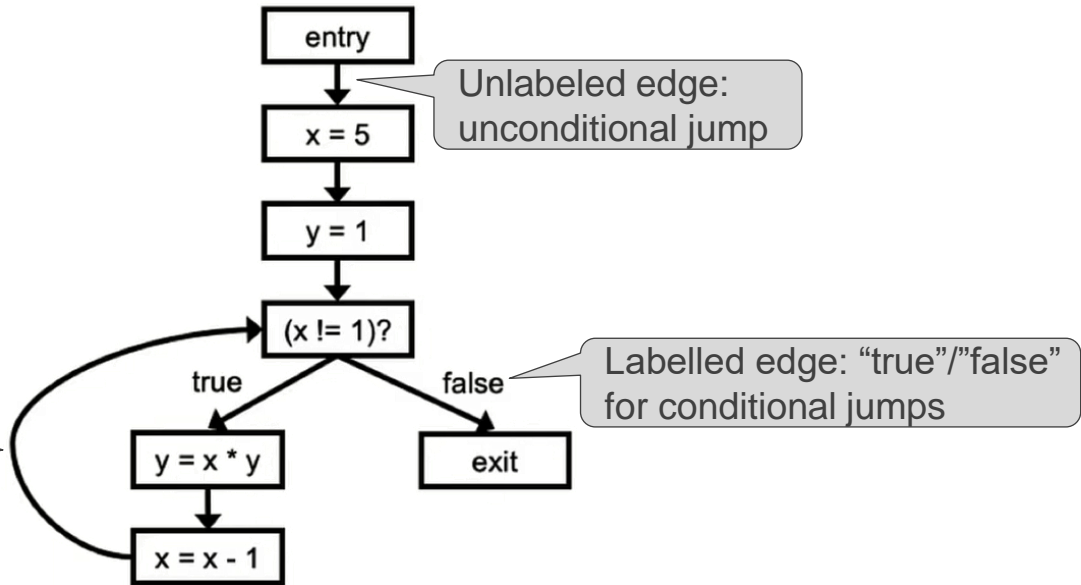 entry
Unlabeled edge:
unconditional jump
x = 5
y = 1
(x != 1)?
true
false
Labelled edge: “true”/”false”
for conditional jumps
y = x * y
exit
x = x - 1